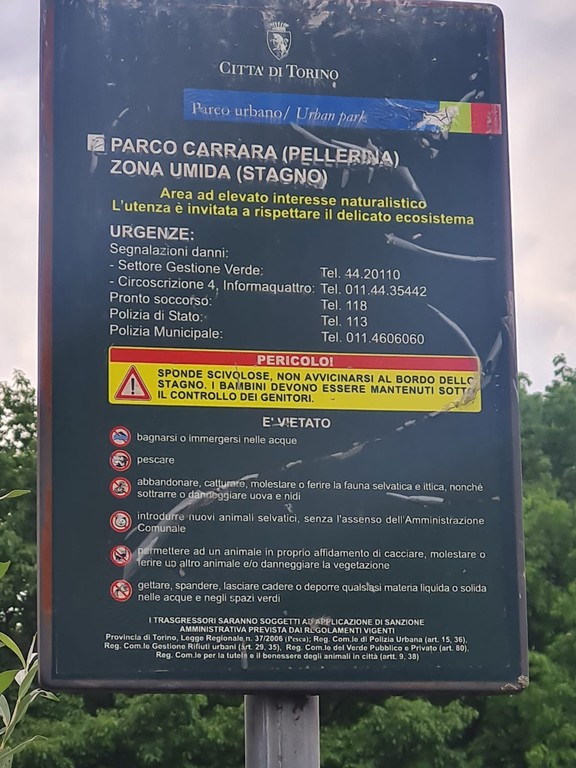 CITTA' DI TORINO
Parco urbano/ Urban park
PARCO CARRARA (PELLERINA)
ZONA UMIDA (STAGNO)
Area ad elevato interesse naturalistico
L'utenza è invitata a rispettare il delicato ecosistema
URGENZE:
Segnalazioni danni:
- Settore Gestione Verde: Tel. 44.20110
- Circoscrizione 4, Informaquattro: Tel. 011.44.35442
Pronto soccorso: Tel. 118
Polizia di Stato: Tel. 113
Polizia Municipale: Tel. 011.4606060
PERICOLO!
SPONDE SCIVOLOSE, NON AVVICINARSI AL BORDO DELLO
STAGNO. I BAMBINI DEVONO ESSERE MANTENUTI SOTTO
IL CONTROLLO DEI GENITORI.
E' VIETATO
bagnarsi o immergersi nelle acque
pescare
abbandonare, catturare, molestare o ferire la fauna selvatica e ittica, nonchè
sottrarre o danneggiare uova e nidi
introdurre nuovi animali selvatici, senza l'assenso dell'Amministrazione
Comunale
permettere ad un animale in proprio affidamento di cacciare, molestare o
ferire un altro animale e/o danneggiare la vegetazione
gettare, spandere, lasciare cadere o deporre qualsiasi materia liquida o solida
nelle acque e negli spazi verdi
I TRASGRESSORI SARANNO SOGGETTI ALL'APPLICAZIONE DI SANZIONE
AMMINISTRATIVA PREVISTA DAI REGOLAMENTI VIGENTI
Provincia di Torino, Legge Regionale n. 37/2006 (Pesca); Reg. Com.le di Polizia Urbana (art. 15, 36),
Reg. Com.le Gestione Rifiuti urbani (art. 29, 35), Reg. Com.le del Verde Pubblico e Privato (art. 80).
Reg. Com.le per la tutela e il benessere degli animali in città (artt. 9, 38)